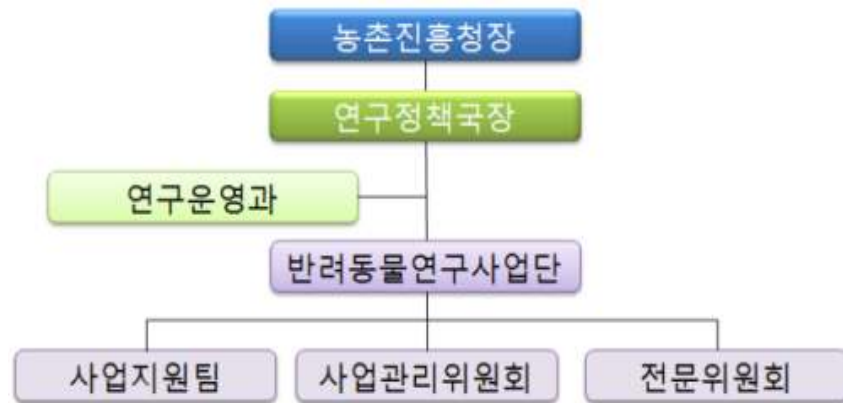 농촌진흥청장
연구정책국장
연구운영과
반려동물연구사업단
사업지원팀
사업관리위원회
전문위원회